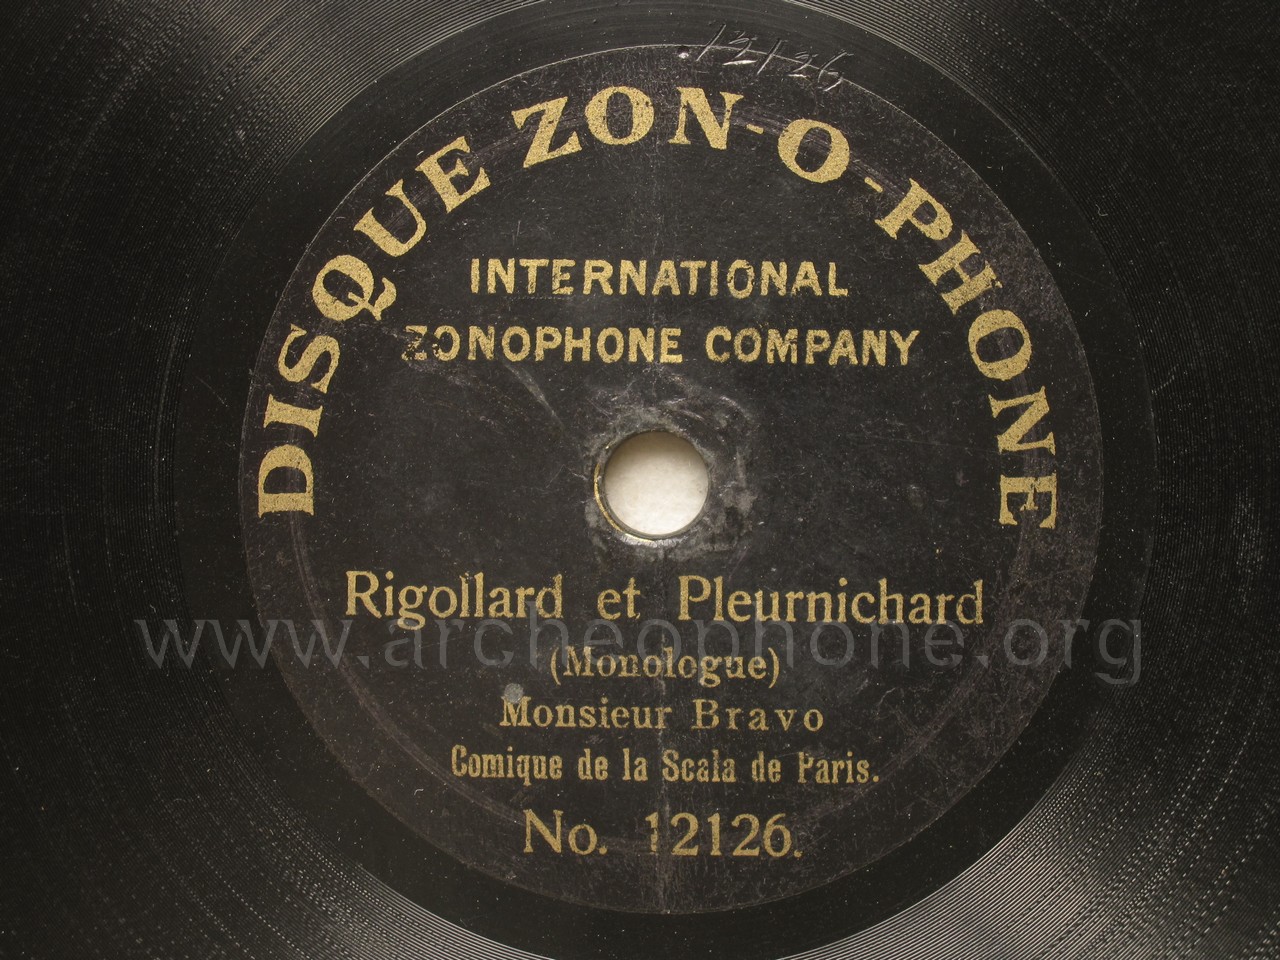 12126
DISQUE ZON-O-PHONE
INTERNATIONAL
ZONOPHONE COMPANY
Rigollard et Pleurnichard
www.archeophone.org
(Monologue)
Monsieur Bravo
Comique de la Scala de Paris.
No. 12126.